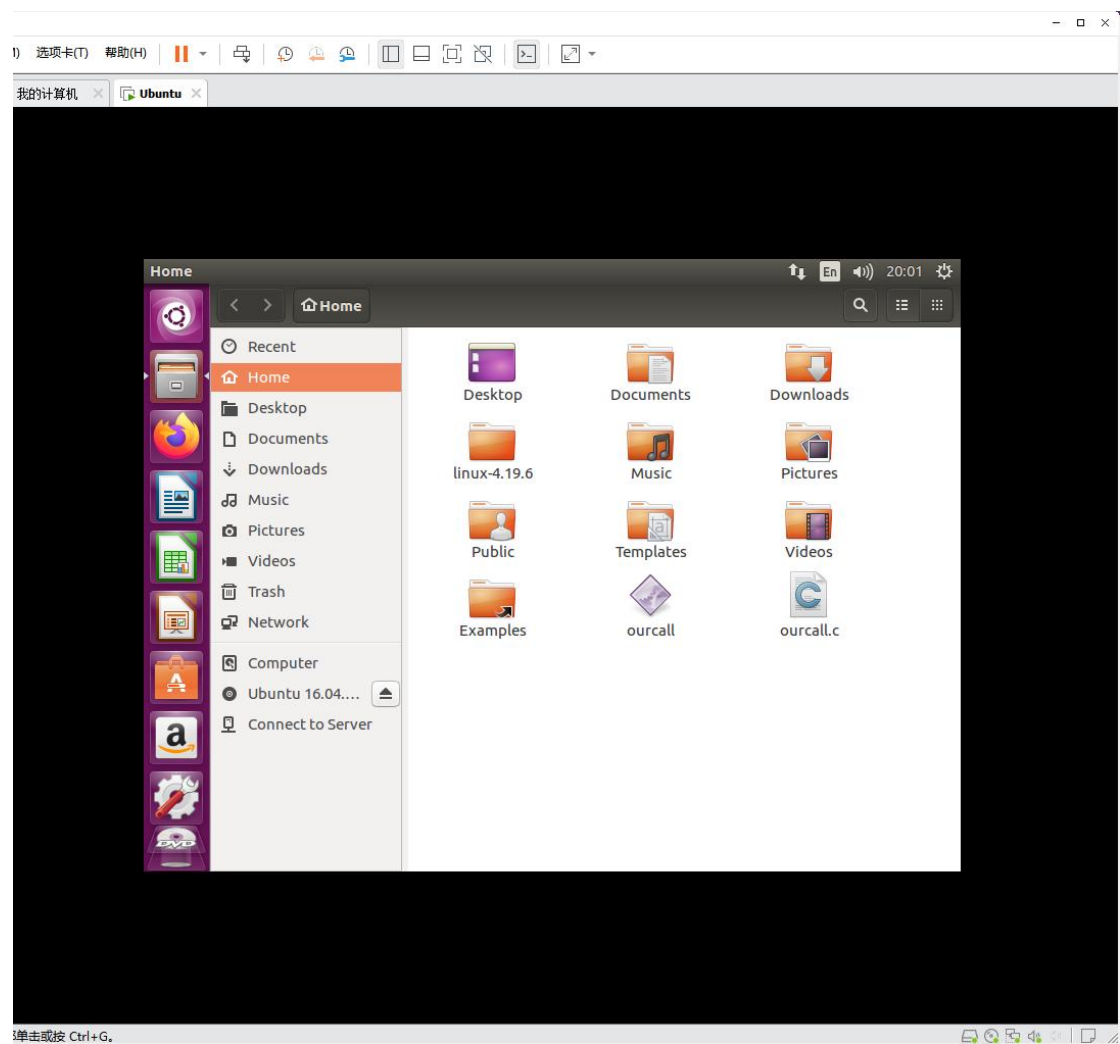 选项卡(T) 帮助(H)
我的计算机 Ubuntu
Home En 20:01
Home
Recent
Home
Desktop
Documents
Downloads
Music
Pictures
Videos
Trash
Network
Computer
Ubuntu 16.04....
Connect to Server
Desktop Documents Downloads
linux-4.19.6 Music Pictures
Public Templates Videos
Examples ourcall ourcall.c
A
a
DVD
单击或按 Ctrl+G。